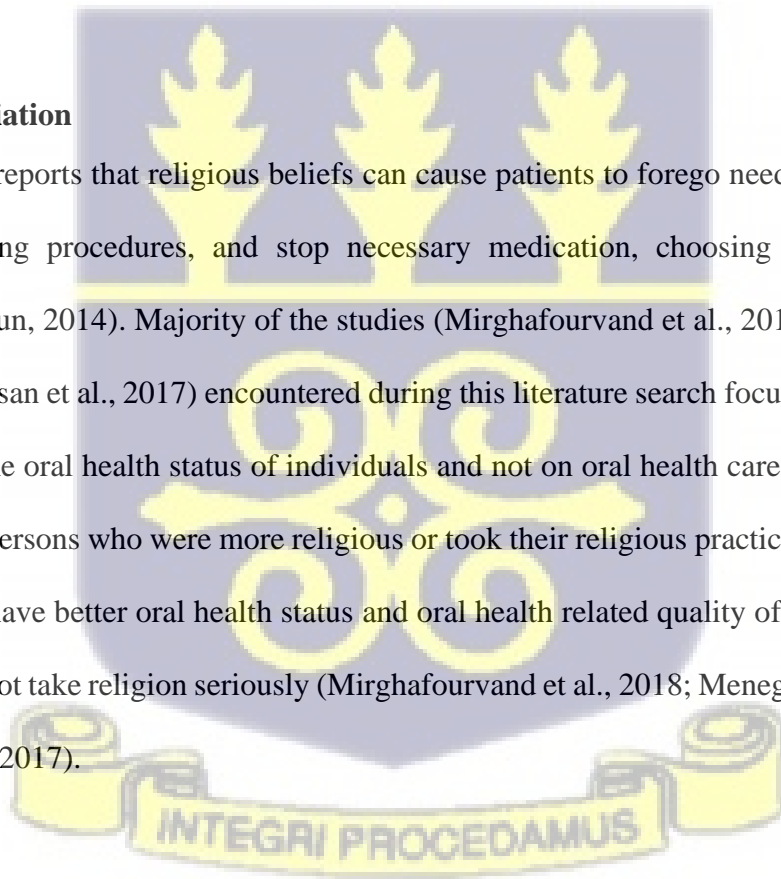 iation
reports that religious beliefs can cause patients to forego need
ng procedures, and stop necessary medication, choosing
un, 2014). Majority of the studies (Mirghafourvand et al., 201
san et al., 2017) encountered during this literature search focu
e oral health status of individuals and not on oral health care
ersons who were more religious or took their religious practic
ave better oral health status and oral health related quality of
ot take religion seriously (Mirghafourvand et al., 2018; Meneg
2017).
INTEGRI PROCEDAMUS